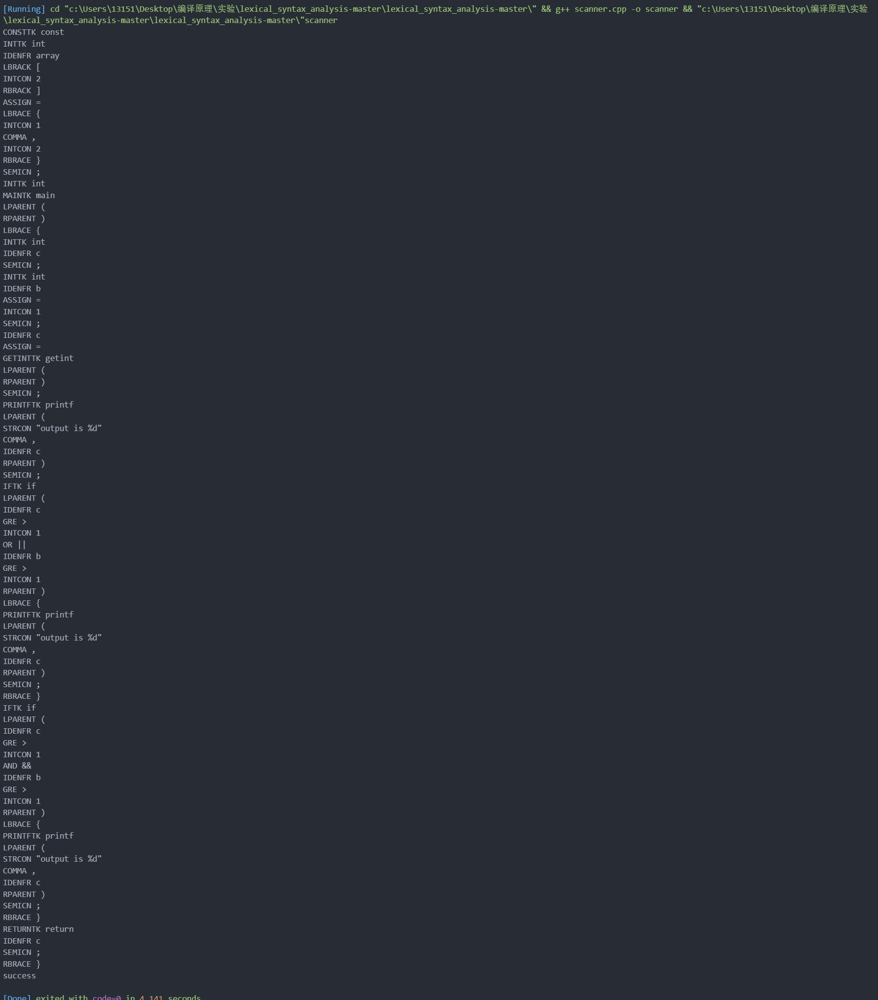 [Running] cd "c:\Users\13151\Desktop\编译原理\实验\lexical_syntax_analysis-master\lexical_syntax_analysis-master\" && g++ scanner.cpp -o scanner && "c:\Users\13151\Desktop\编译原理\实验
\lexical_syntax_analysis-master\lexical_syntax_analysis-master\"scanner
CONSTTK const
INTTK int
IDENFR array
LBRACK [
INTCON 2
RBRACK ]
ASSIGN =
LBRACE {
INTCON 1
COMMA ,
INTCON 2
RBRACE }
SEMICN ;
INTTK int
MAINTK main
LPARENT (
RPARENT )
LBRACE {
INTTK int
IDENFR c
SEMICN ;
INTTK int
IDENFR b
ASSIGN =
INTCON 1
SEMICN ;
IDENFR c
ASSIGN =
GETINTTK getint
LPARENT (
RPARENT )
SEMICN ;
PRINTFTK printf
LPARENT (
STRCON "output is %d"
COMMA ,
IDENFR c
RPARENT )
SEMICN ;
IFTK if
LPARENT (
IDENFR c
GRE >
INTCON 1
OR ||
IDENFR b
GRE >
INTCON 1
RPARENT )
LBRACE {
PRINTFTK printf
LPARENT (
STRCON "output is %d"
COMMA ,
IDENFR c
RPARENT )
SEMICN ;
RBRACE }
IFTK if
LPARENT (
IDENFR c
GRE >
INTCON 1
AND &&
IDENFR b
GRE >
INTCON 1
RPARENT )
LBRACE {
PRINTFTK printf
LPARENT (
STRCON "output is %d"
COMMA ,
IDENFR c
RPARENT )
SEMICN ;
RBRACE }
RETURNTK return
IDENFR c
SEMICN ;
RBRACE }
success
[Done] exited with code=0 in 4.141 seconds